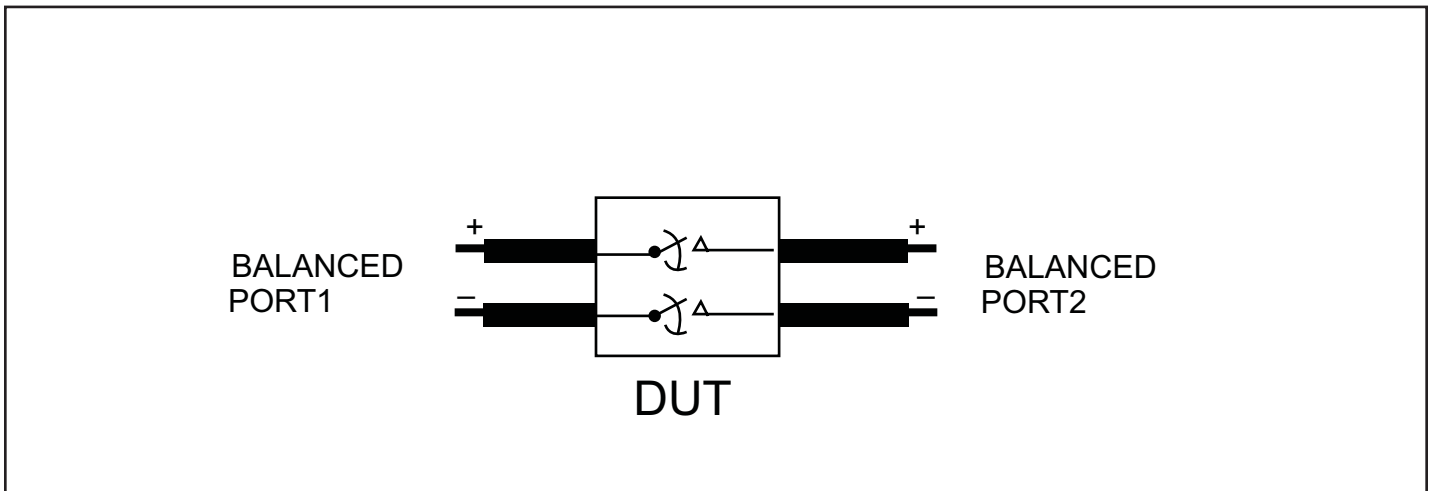 +
+
BALANCED
PORT1
BALANCED
PORT2
–
–
DUT